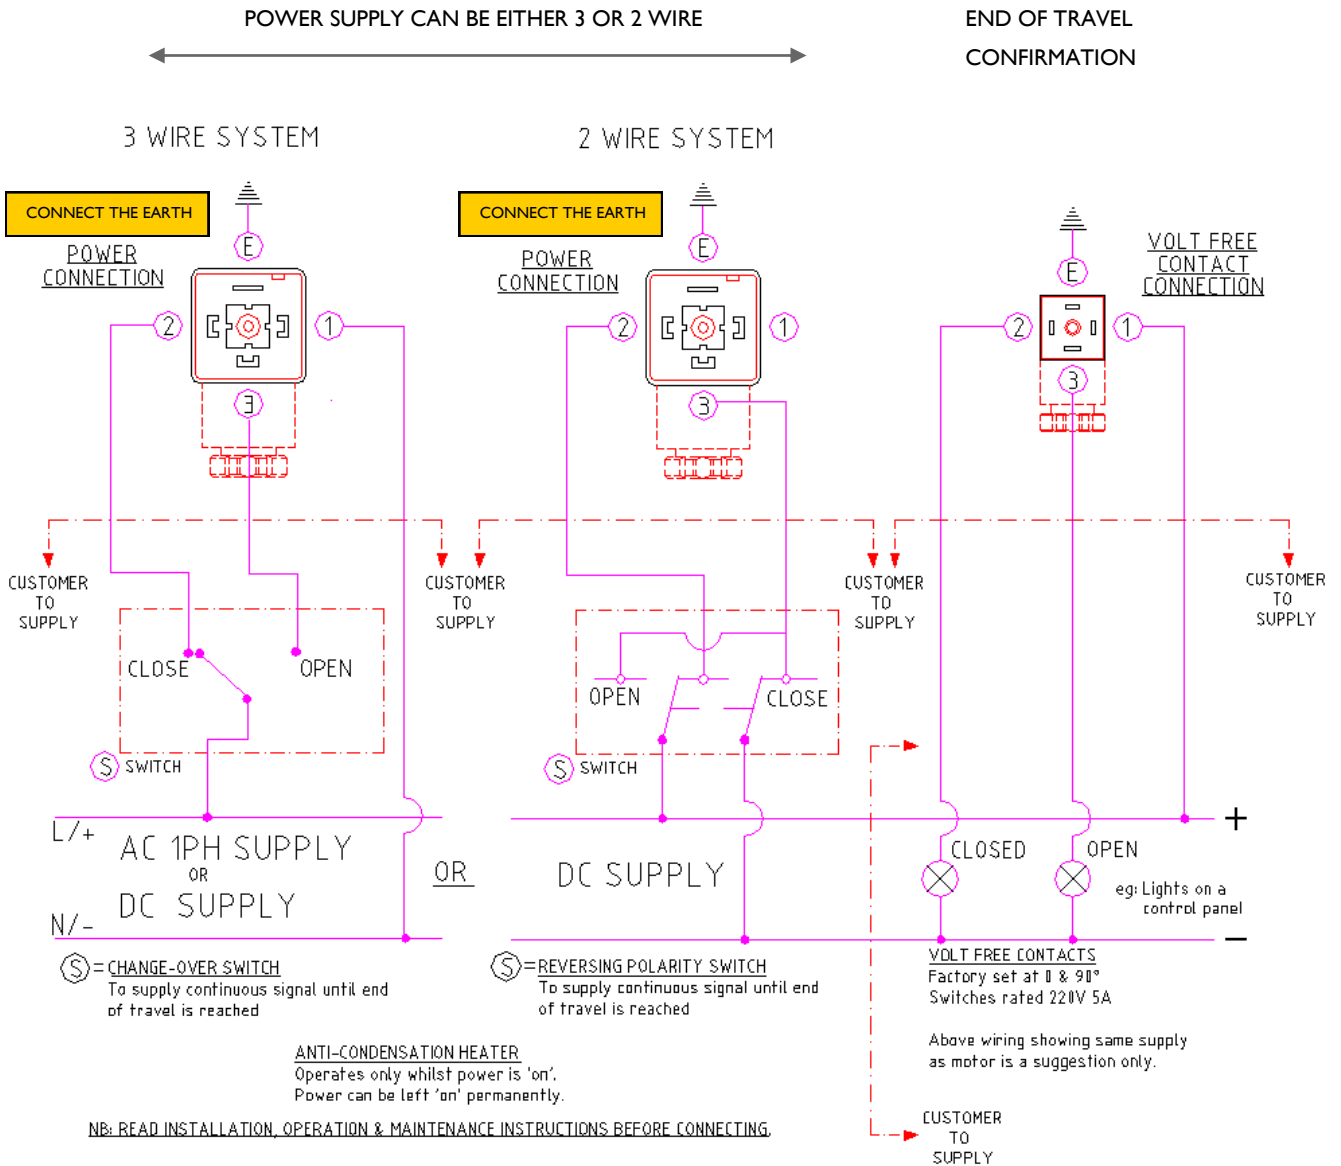 POWER SUPPLY CAN BE EITHER 3 OR 2 WIRE
END OF TRAVEL
CONFIRMATION
3 WIRE SYSTEM
2 WIRE SYSTEM
CONNECT THE EARTH
E
POWER
CONNECTION
2
1
3
CONNECT THE EARTH
E
POWER
CONNECTION
2
1
3
E
VOLT FREE
CONTACT
CONNECTION
2
1
3
CUSTOMER
TO
SUPPLY
CUSTOMER
TO
SUPPLY
CUSTOMER
TO
SUPPLY
CUSTOMER
TO
SUPPLY
CLOSE
OPEN
S SWITCH
OPEN
CLOSE
S SWITCH
L/+
AC 1PH SUPPLY
OR
DC SUPPLY
N/-
OR
DC SUPPLY
+
CLOSED
OPEN
eg: Lights on a
control panel
-
S = CHANGE-OVER SWITCH
To supply continuous signal until end
of travel is reached
S = REVERSING POLARITY SWITCH
To supply continuous signal until end
of travel is reached
VOLT FREE CONTACTS
Factory set at 0 & 90°
Switches rated 220V 5A
Above wiring showing same supply
as motor is a suggestion only.
ANTI-CONDENSATION HEATER
Operates only whilst power is 'on'.
Power can be left 'on' permanently.
NB: READ INSTALLATION, OPERATION & MAINTENANCE INSTRUCTIONS BEFORE CONNECTING.
CUSTOMER
TO
SUPPLY